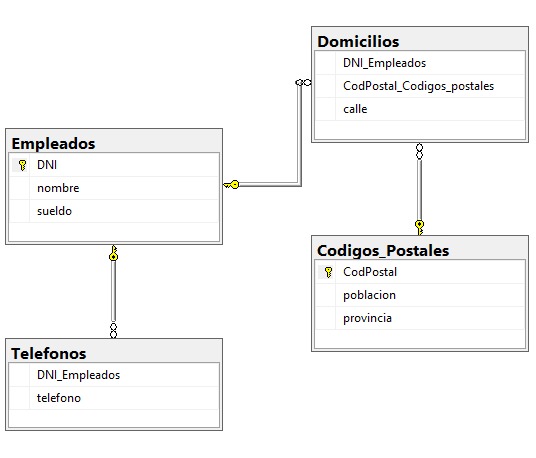 Domicilios
DNI_Empleados
CodPostal_Codigos_postales
calle
Empleados
DNI
nombre
sueldo
Codigos_Postales
CodPostal
poblacion
provincia
Telefonos
DNI_Empleados
telefono